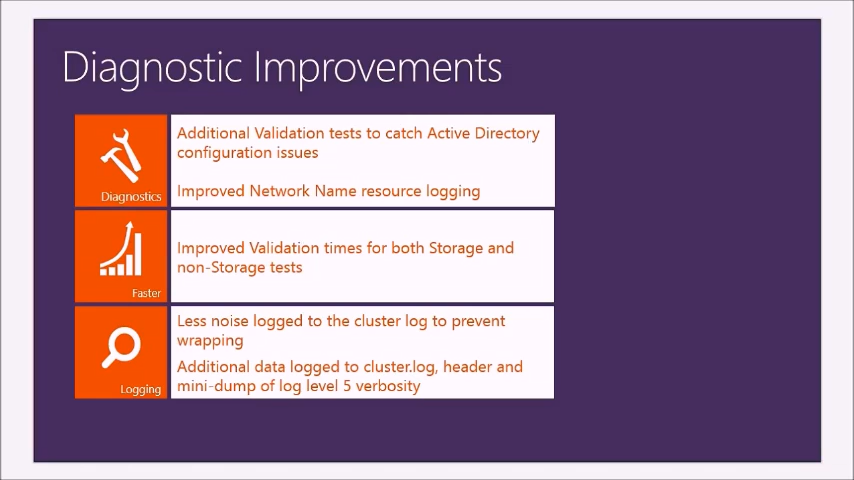 Diagnostic Improvements
Additional Validation tests to catch Active Directory
configuration issues
Improved Network Name resource logging
Diagnostics
Improved Validation times for both Storage and
non-Storage tests
Faster
Less noise logged to the cluster log to prevent
wrapping
Additional data logged to cluster.log, header and
mini-dump of log level 5 verbosity
Logging